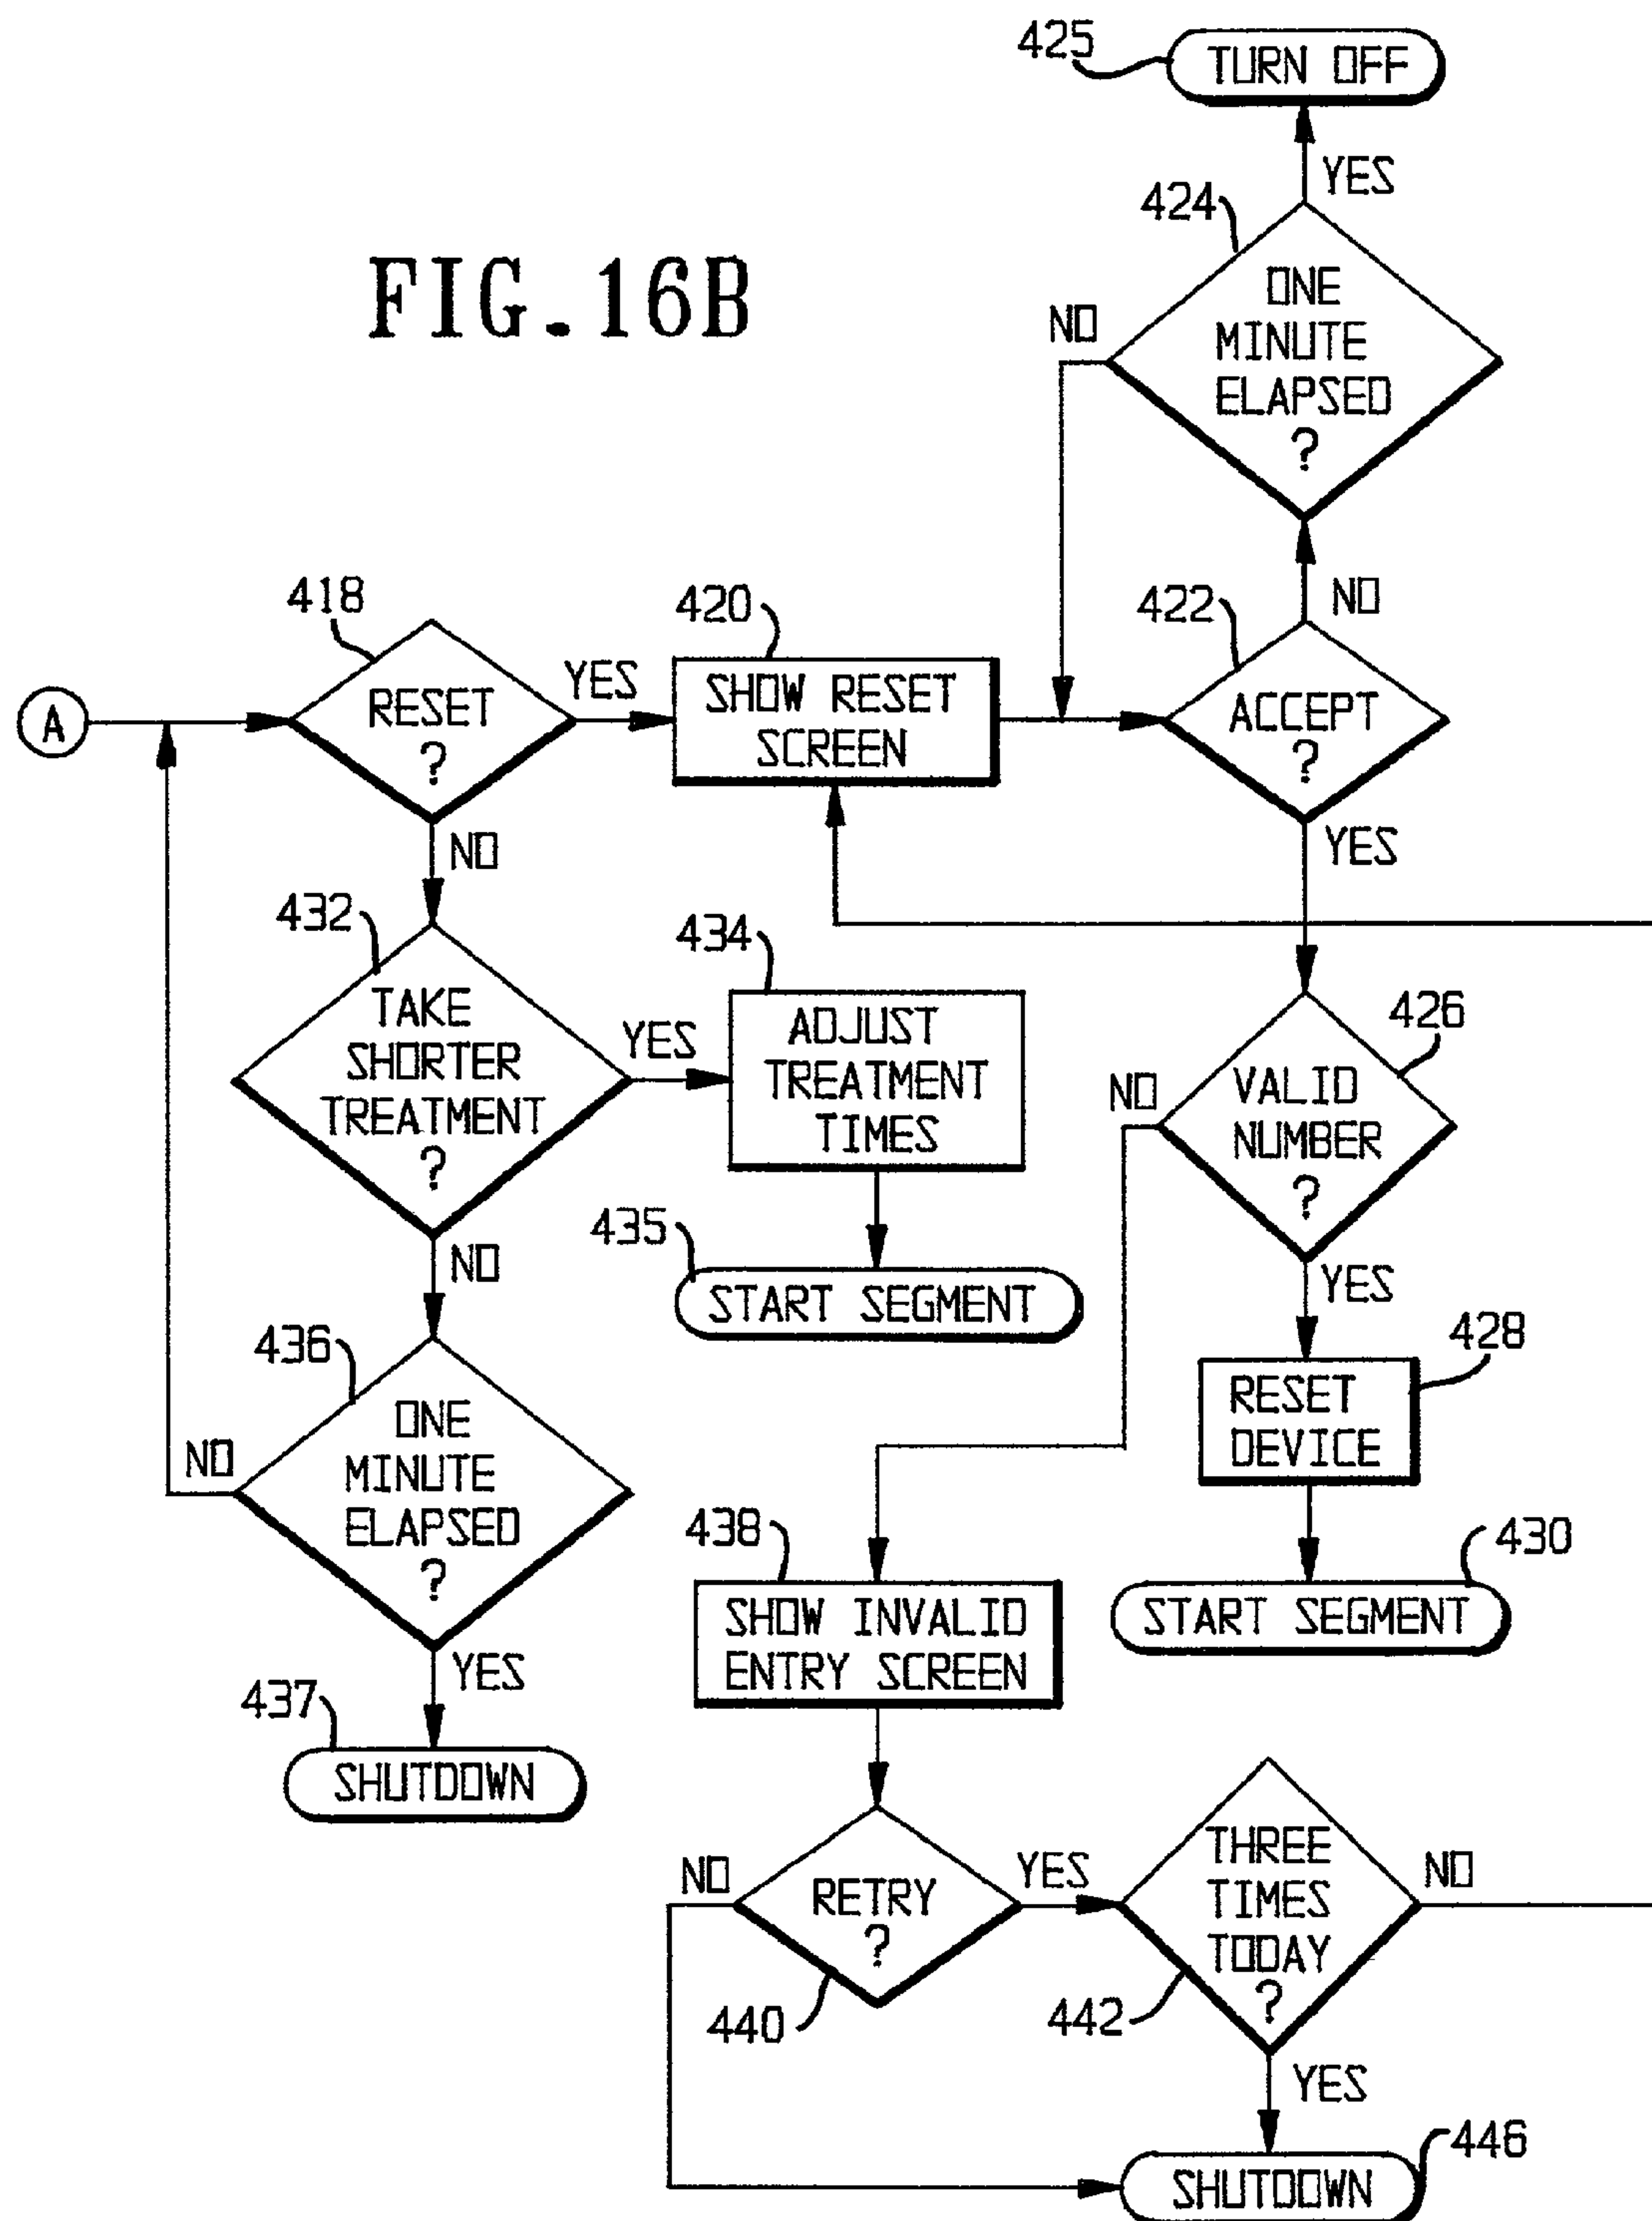 425
TURN OFF
YES
424
ONE
MINUTE
ELAPSED
?
NO
FIG.16B
NO
418
420
422
A
RESET
?
YES
SHOW RESET
SCREEN
ACCEPT
?
NO
YES
432
434
426
TAKE
SHORTER
TREATMENT
?
YES
ADJUST
TREATMENT
TIMES
NO
VALID
NUMBER
?
435
START SEGMENT
NO
YES
436
428
ONE
MINUTE
ELAPSED
?
NO
RESET
DEVICE
438
430
SHOW INVALID
ENTRY SCREEN
START SEGMENT
YES
437
SHUTDOWN
NO
RETRY
?
YES
THREE
TIMES
TODAY
?
NO
440
442
YES
446
SHUTDOWN